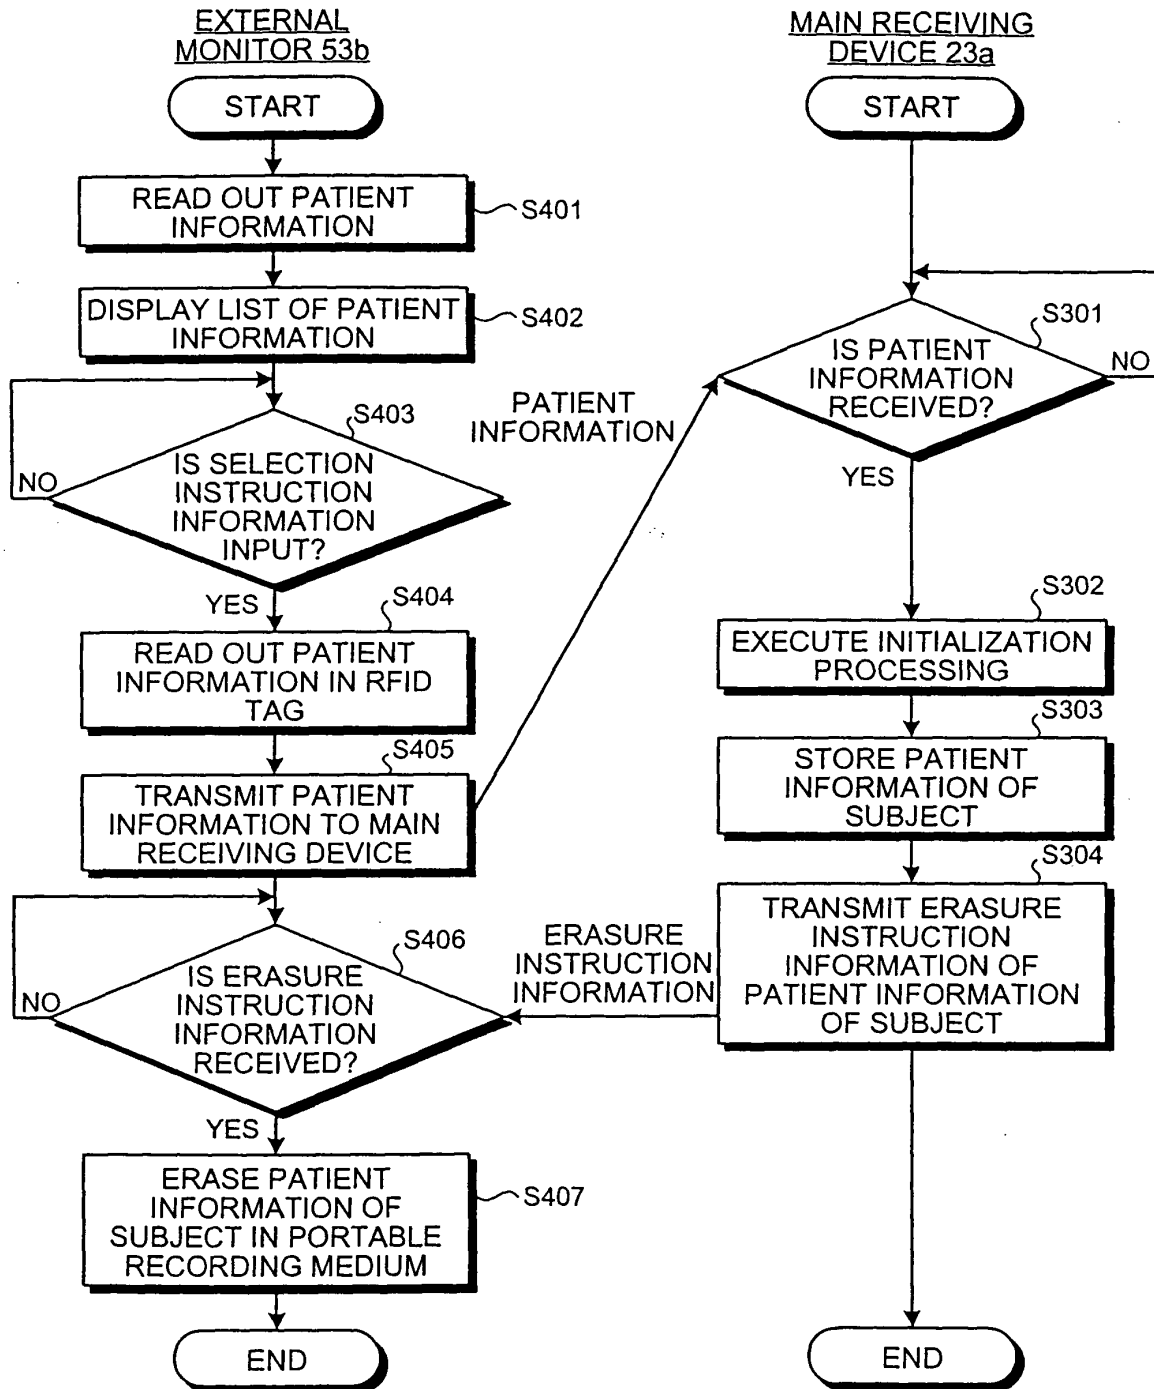 EXTERNAL
MONITOR 53b
START
READ OUT PATIENT
INFORMATION
S401
DISPLAY LIST OF PATIENT
INFORMATION
S402
S403
IS SELECTION
INSTRUCTION
INFORMATION
INPUT?
NO
YES
S404
READ OUT PATIENT
INFORMATION IN RFID
TAG
S405
TRANSMIT PATIENT
INFORMATION TO MAIN
RECEIVING DEVICE
S406
IS ERASURE
INSTRUCTION
INFORMATION
RECEIVED?
NO
YES
ERASE PATIENT
INFORMATION OF
SUBJECT IN PORTABLE
RECORDING MEDIUM
S407
END
PATIENT
INFORMATION
ERASURE
INSTRUCTION
INFORMATION
MAIN RECEIVING
DEVICE 23a
START
S301
IS PATIENT
INFORMATION
RECEIVED?
NO
YES
S302
EXECUTE INITIALIZATION
PROCESSING
S303
STORE PATIENT
INFORMATION OF
SUBJECT
S304
TRANSMIT ERASURE
INSTRUCTION
INFORMATION OF
PATIENT INFORMATION
OF SUBJECT
END